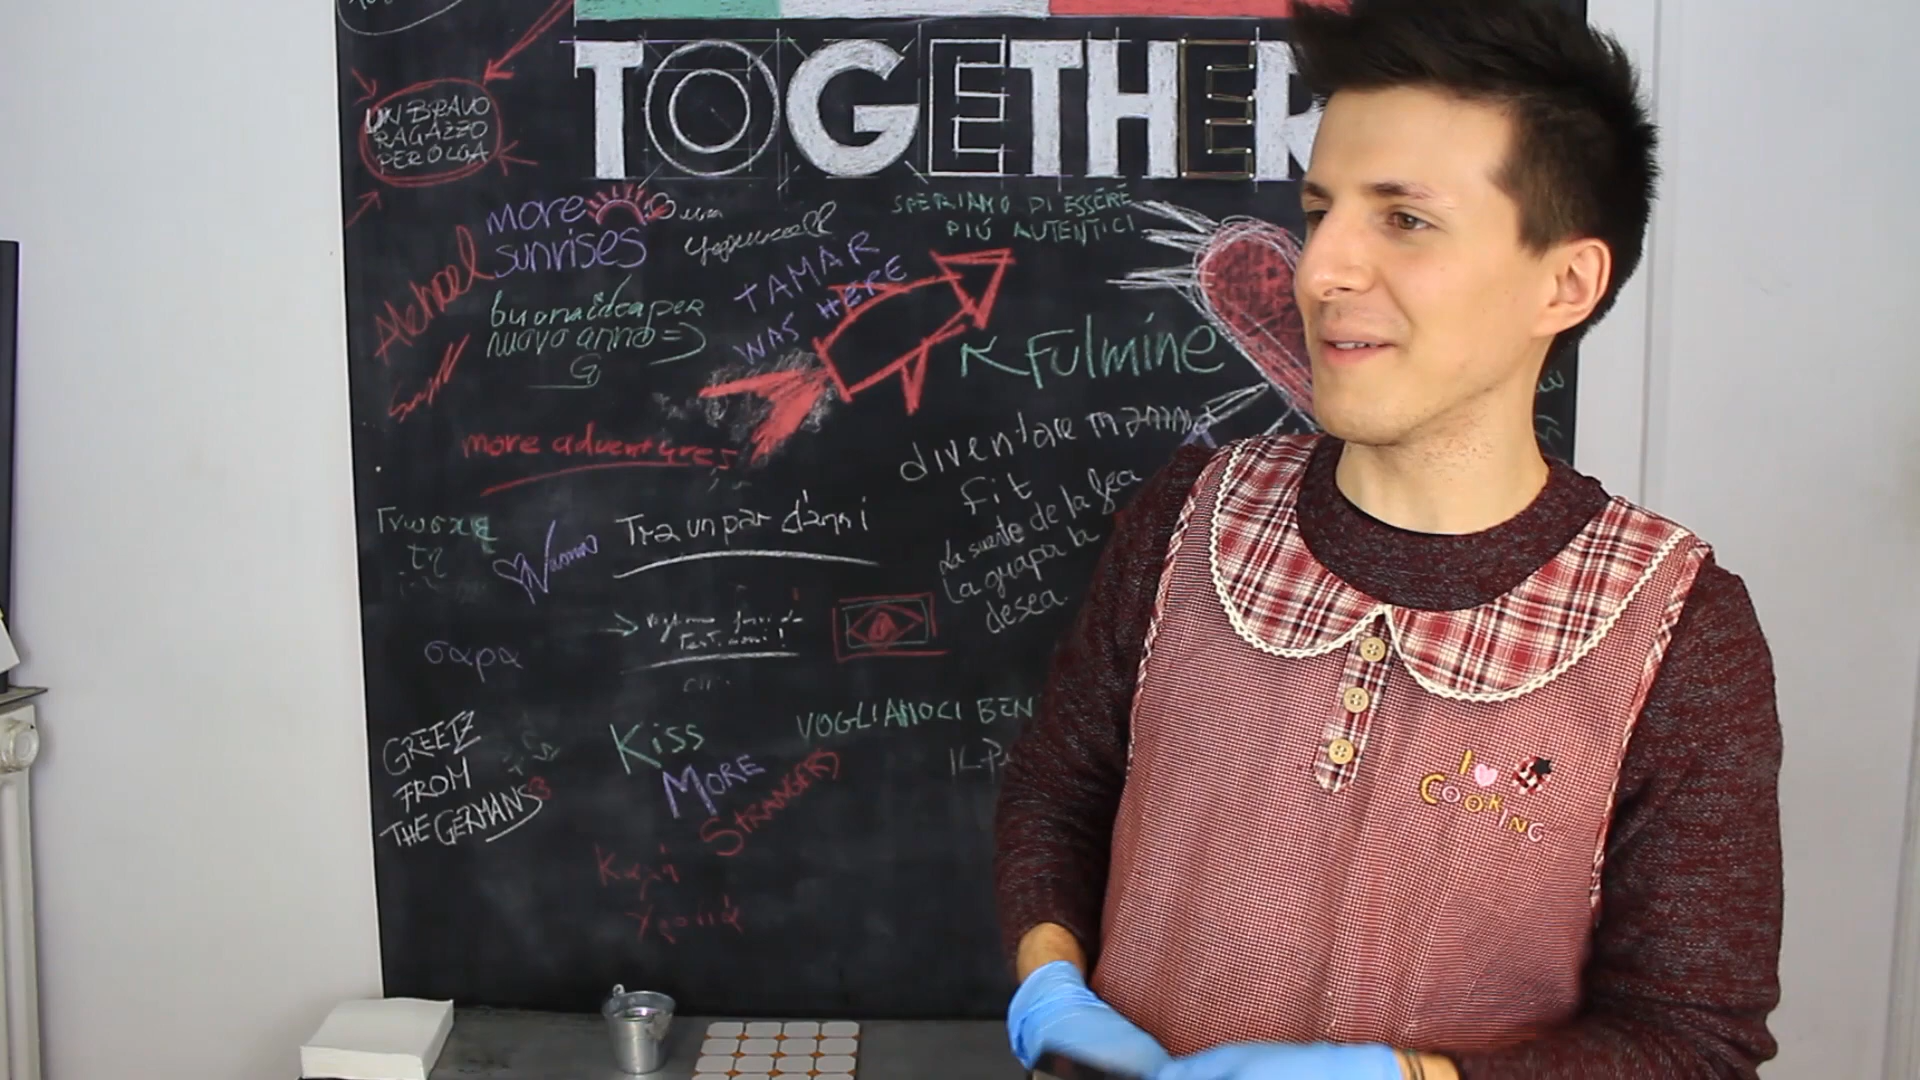 TOGETHER
UN BRAVO
RAGAZZO
PER OLGA
more
sunrises
SPERIAMO DI ESSERE
PIÚ AUTENTICI
TAMAR
WAS HERE
buona idea per
nuovo anno =>
G
Fulmine
more adventures
diventare mamma
fit
La suerte de la fea
la guapa la
desea.
Tra un par d'anni
σαρα
VOGLIAMOCI BEN
GREETZ
FROM
THE GERMANS
Kiss
MORE
STRANGERS
I
COOKING